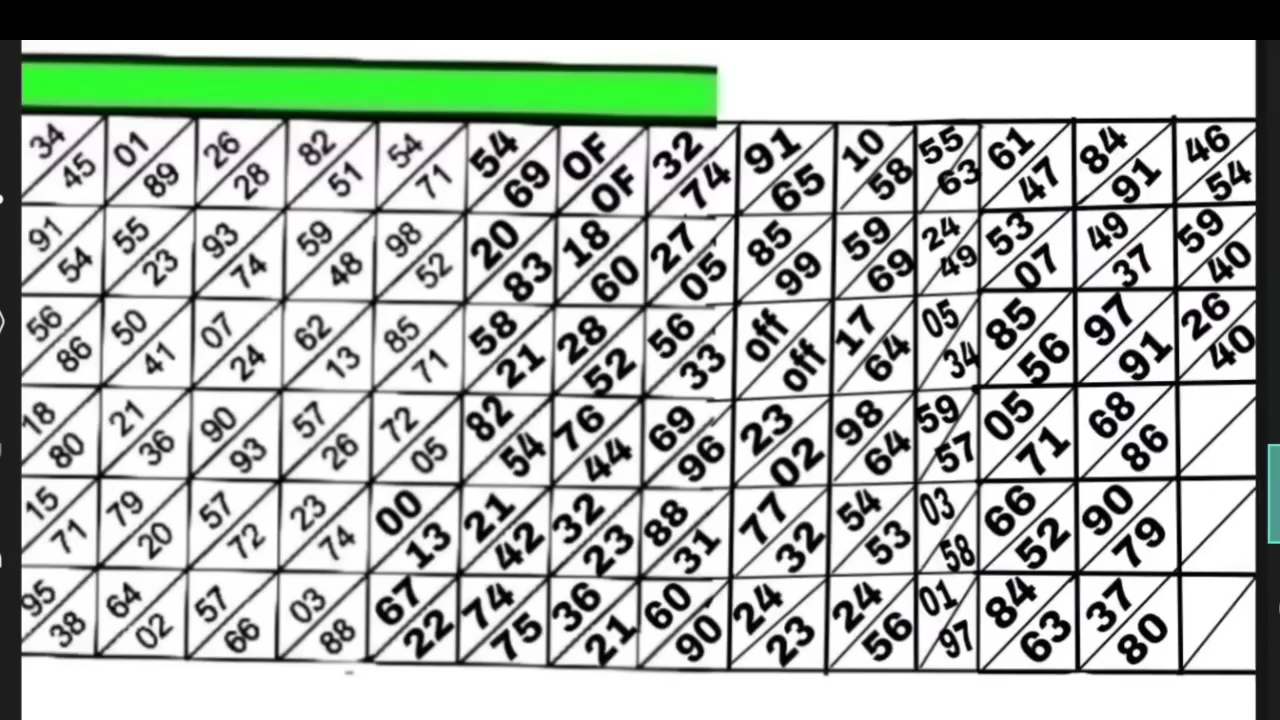 34 01 26 82 54 54 OF 32 91 10 55 61 84 46
45 89 28 51 71 69 OF 74 65 58 63 47 91 54
91 55 93 59 98 20 18 27 85 59 24 53 49 59
54 23 74 48 52 83 60 05 99 69 49 07 37 40
56 50 07 62 85 58 28 56 off 17 05 85 97 26
86 41 24 13 71 21 52 33 off 64 34 56 91 40
18 21 90 57 72 82 76 69 23 98 59 05 68
80 36 93 26 05 54 44 96 02 64 57 71 86
15 79 57 23 00 21 32 88 77 54 03 66 90
71 20 72 74 13 42 23 31 32 53 58 52 79
95 64 57 03 67 74 36 60 24 24 01 84 37
38 02 66 88 22 75 21 90 23 56 97 63 80